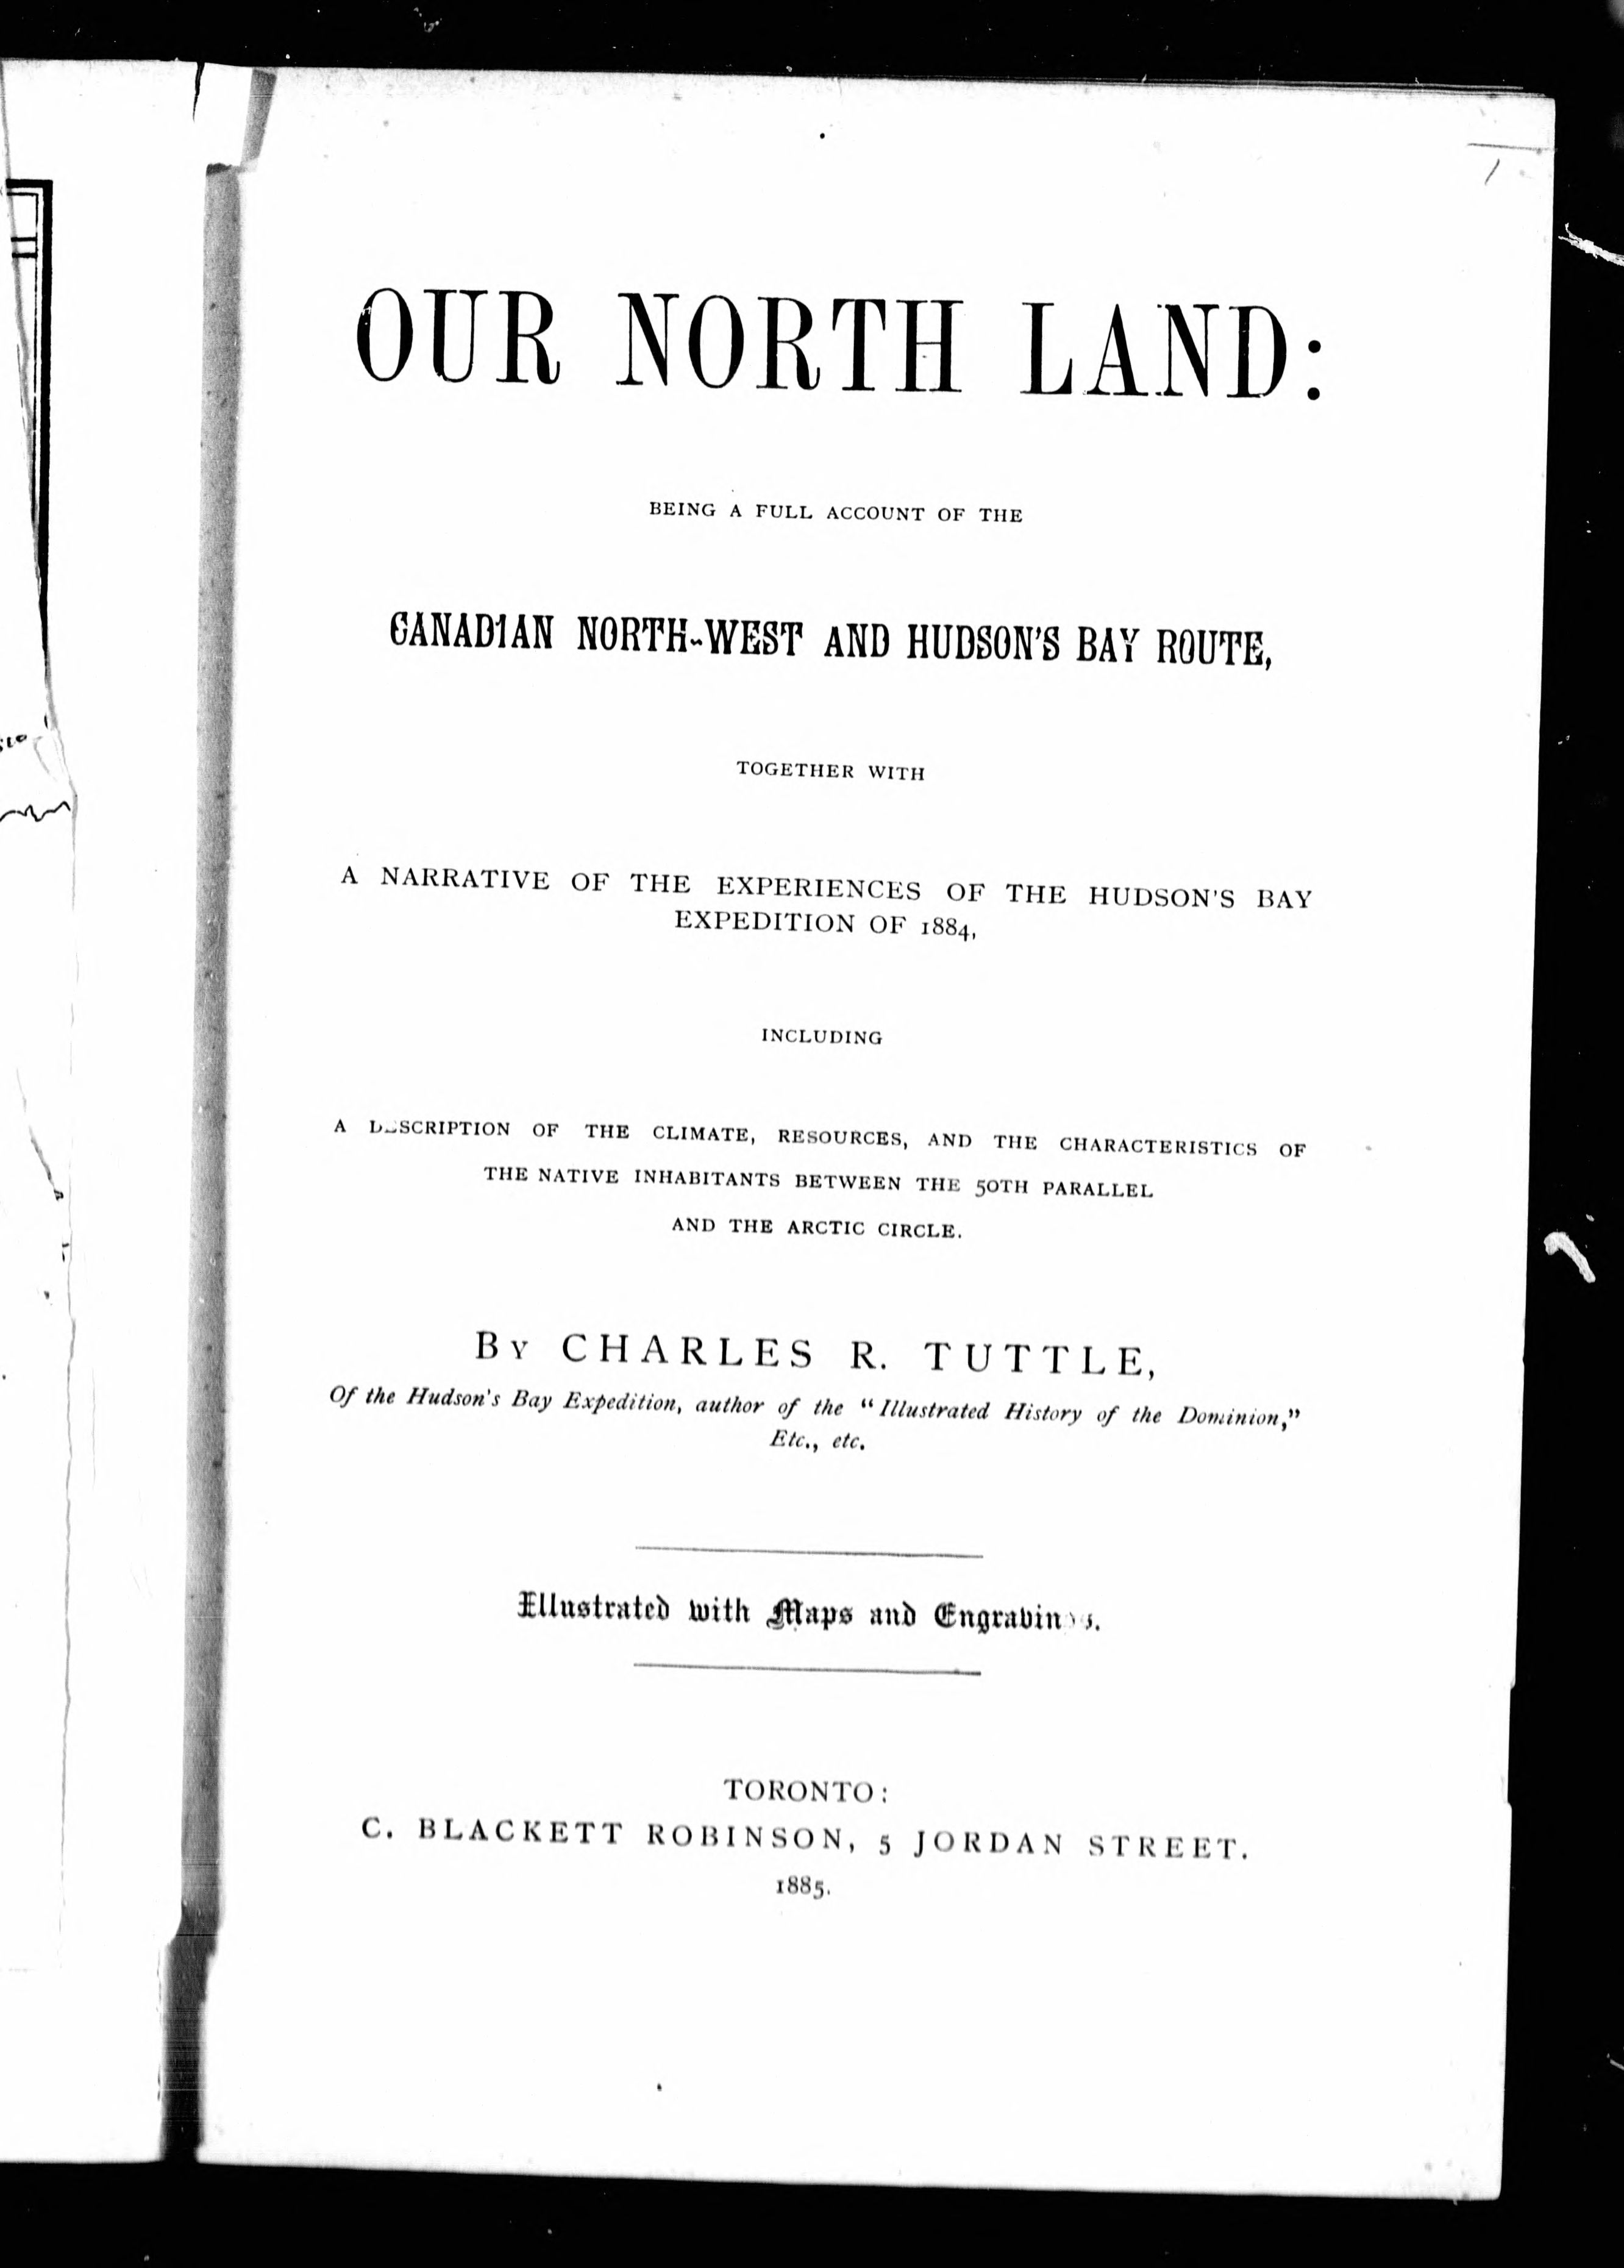 OUR NORTH LAND:
BEING A FULL ACCOUNT OF THE
CANADIAN NORTH-WEST AND HUDSON'S BAY ROUTE,
TOGETHER WITH
A NARRATIVE OF THE EXPERIENCES OF THE HUDSON'S BAY
EXPEDITION OF 1884,
INCLUDING
A DESCRIPTION OF THE CLIMATE, RESOURCES, AND THE CHARACTERISTICS OF
THE NATIVE INHABITANTS BETWEEN THE 50TH PARALLEL
AND THE ARCTIC CIRCLE.
BY CHARLES R. TUTTLE,
Of the Hudson's Bay Expedition, author of the "Illustrated History of the Dominion,"
Etc., etc.
Illustrated with Maps and Engravings.
TORONTO:
C. BLACKETT ROBINSON, 5 JORDAN STREET.
1885.